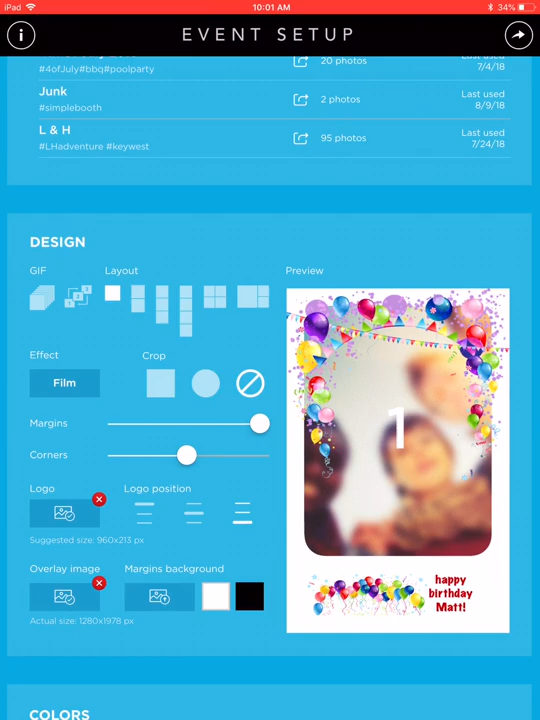 iPad
10:01 AM
34%
EVENT SETUP
#4ofJuly#bbq#poolparty
20 photos
Last used
7/4/18
Junk
#simplebooth
2 photos
Last used
8/9/18
L & H
#LHadventure #keywest
95 photos
Last used
7/24/18
DESIGN
GIF
Layout
Preview
Effect
Crop
Film
Margins
Corners
Logo
Logo position
Suggested size: 960x213 px
Overlay image
Margins background
Actual size: 1280x1978 px
1
happy
birthday
Matt!
COLORS